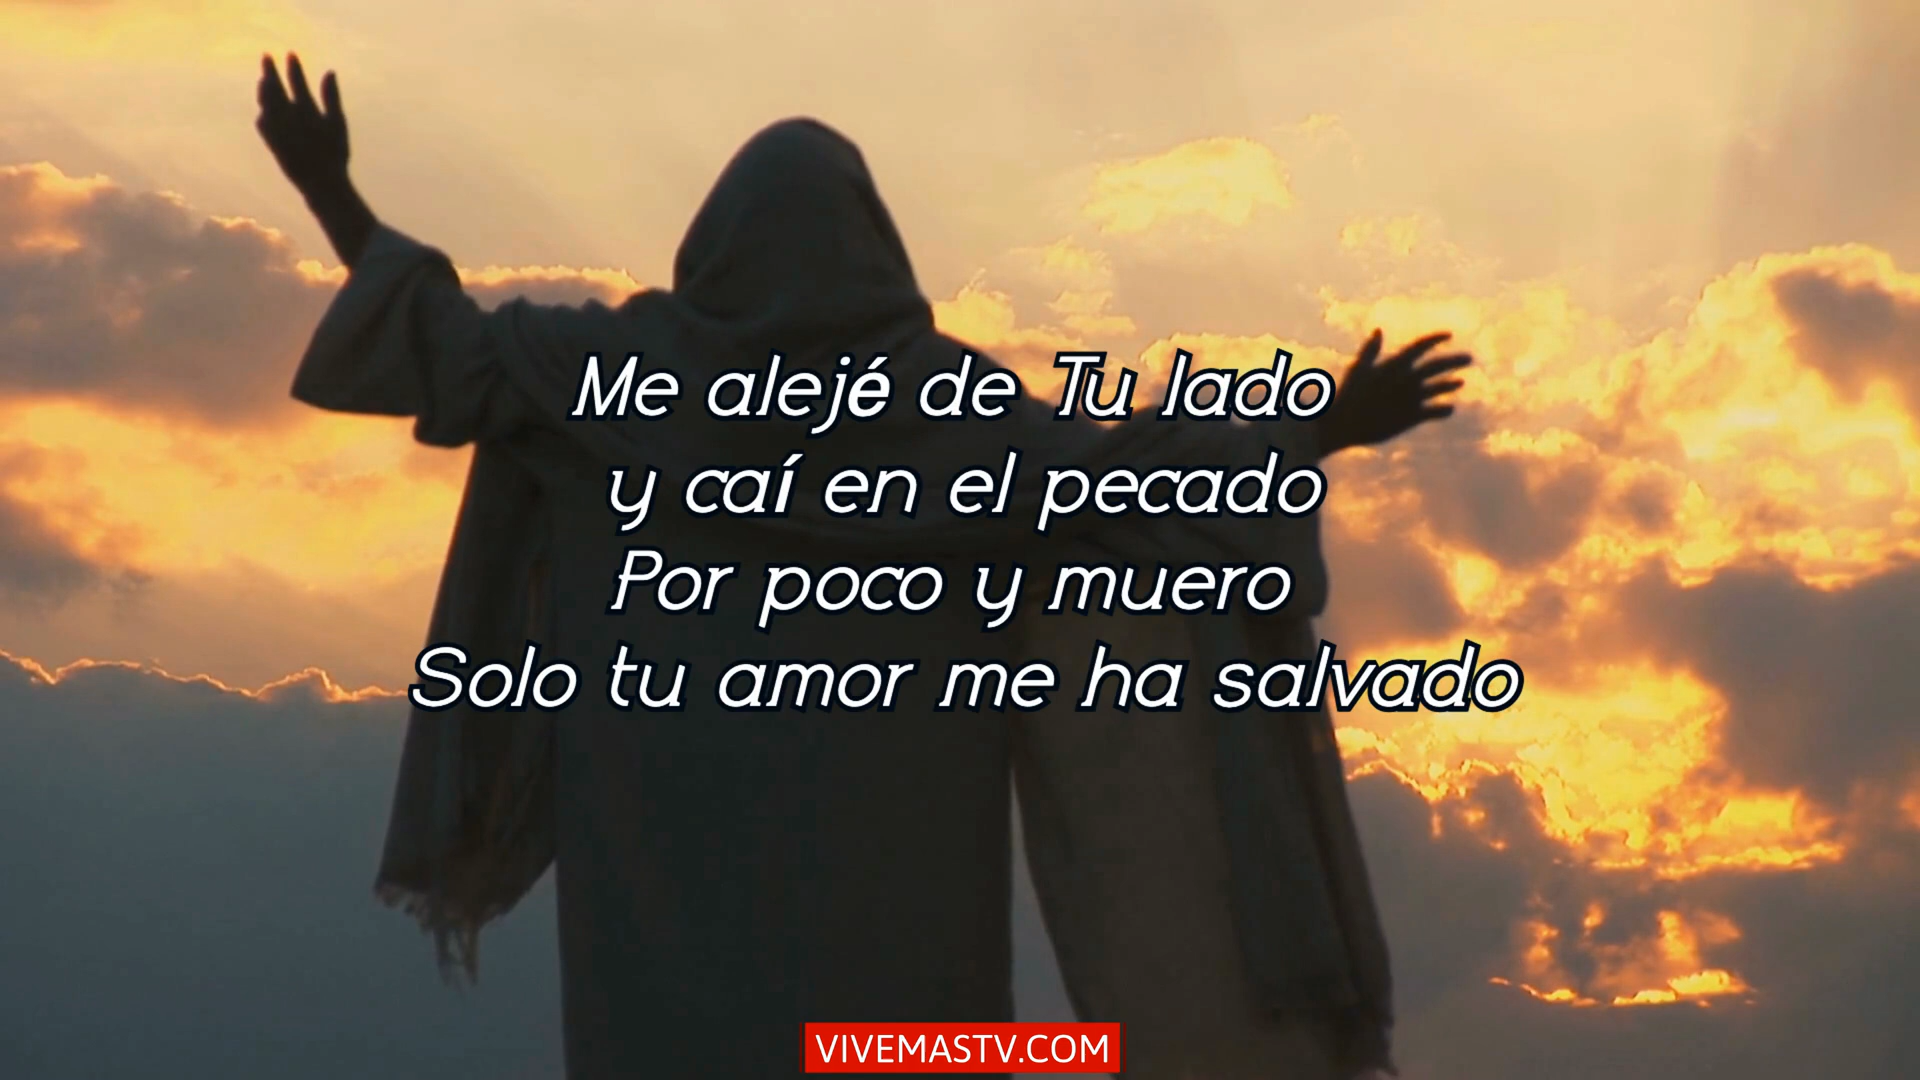 Me alejé de Tu lado
y caí en el pecado
Por poco y muero
Solo tu amor me ha salvado
VIVEMASTV.COM